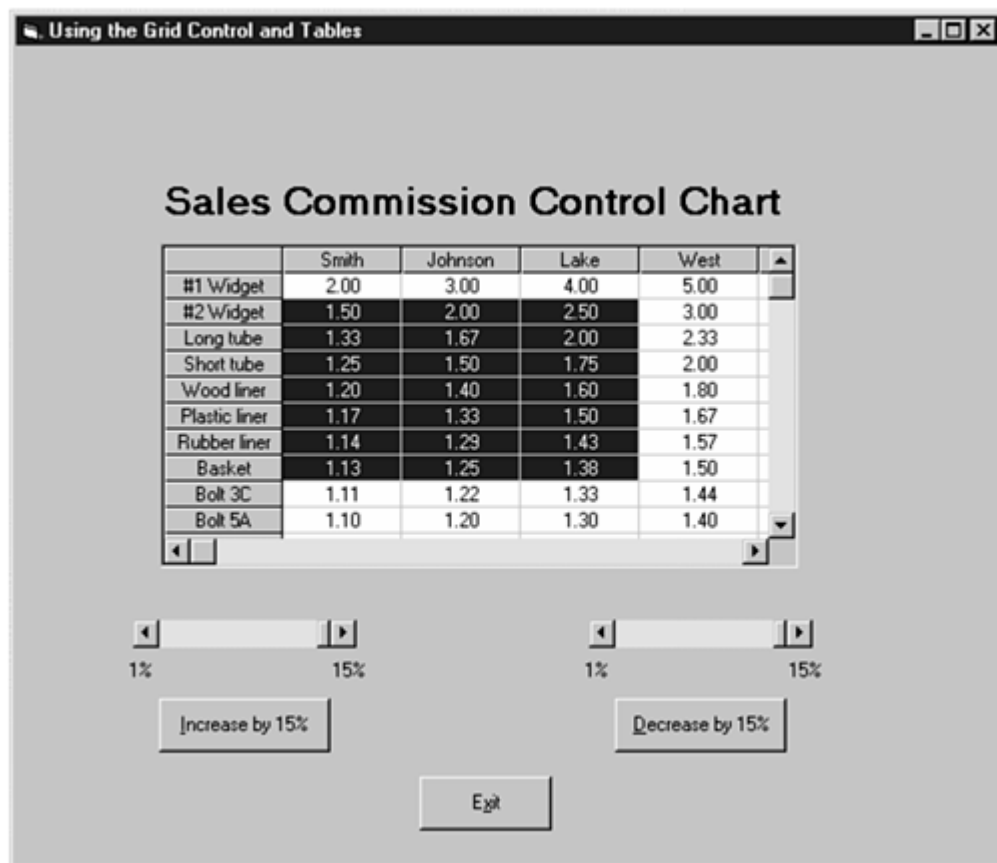 Using the Grid Control and Tables
Sales Commission Control Chart
Smith Johnson Lake West
#1 Widget 2.00 3.00 4.00 5.00
#2 Widget 1.50 2.00 2.50 3.00
Long tube 1.33 1.67 2.00 2.33
Short tube 1.25 1.50 1.75 2.00
Wood liner 1.20 1.40 1.60 1.80
Plastic liner 1.17 1.33 1.50 1.67
Rubber liner 1.14 1.29 1.43 1.57
Basket 1.13 1.25 1.38 1.50
Bolt 3C 1.11 1.22 1.33 1.44
Bolt 5A 1.10 1.20 1.30 1.40
1% 15% 1% 15%
Increase by 15% Decrease by 15%
Exit